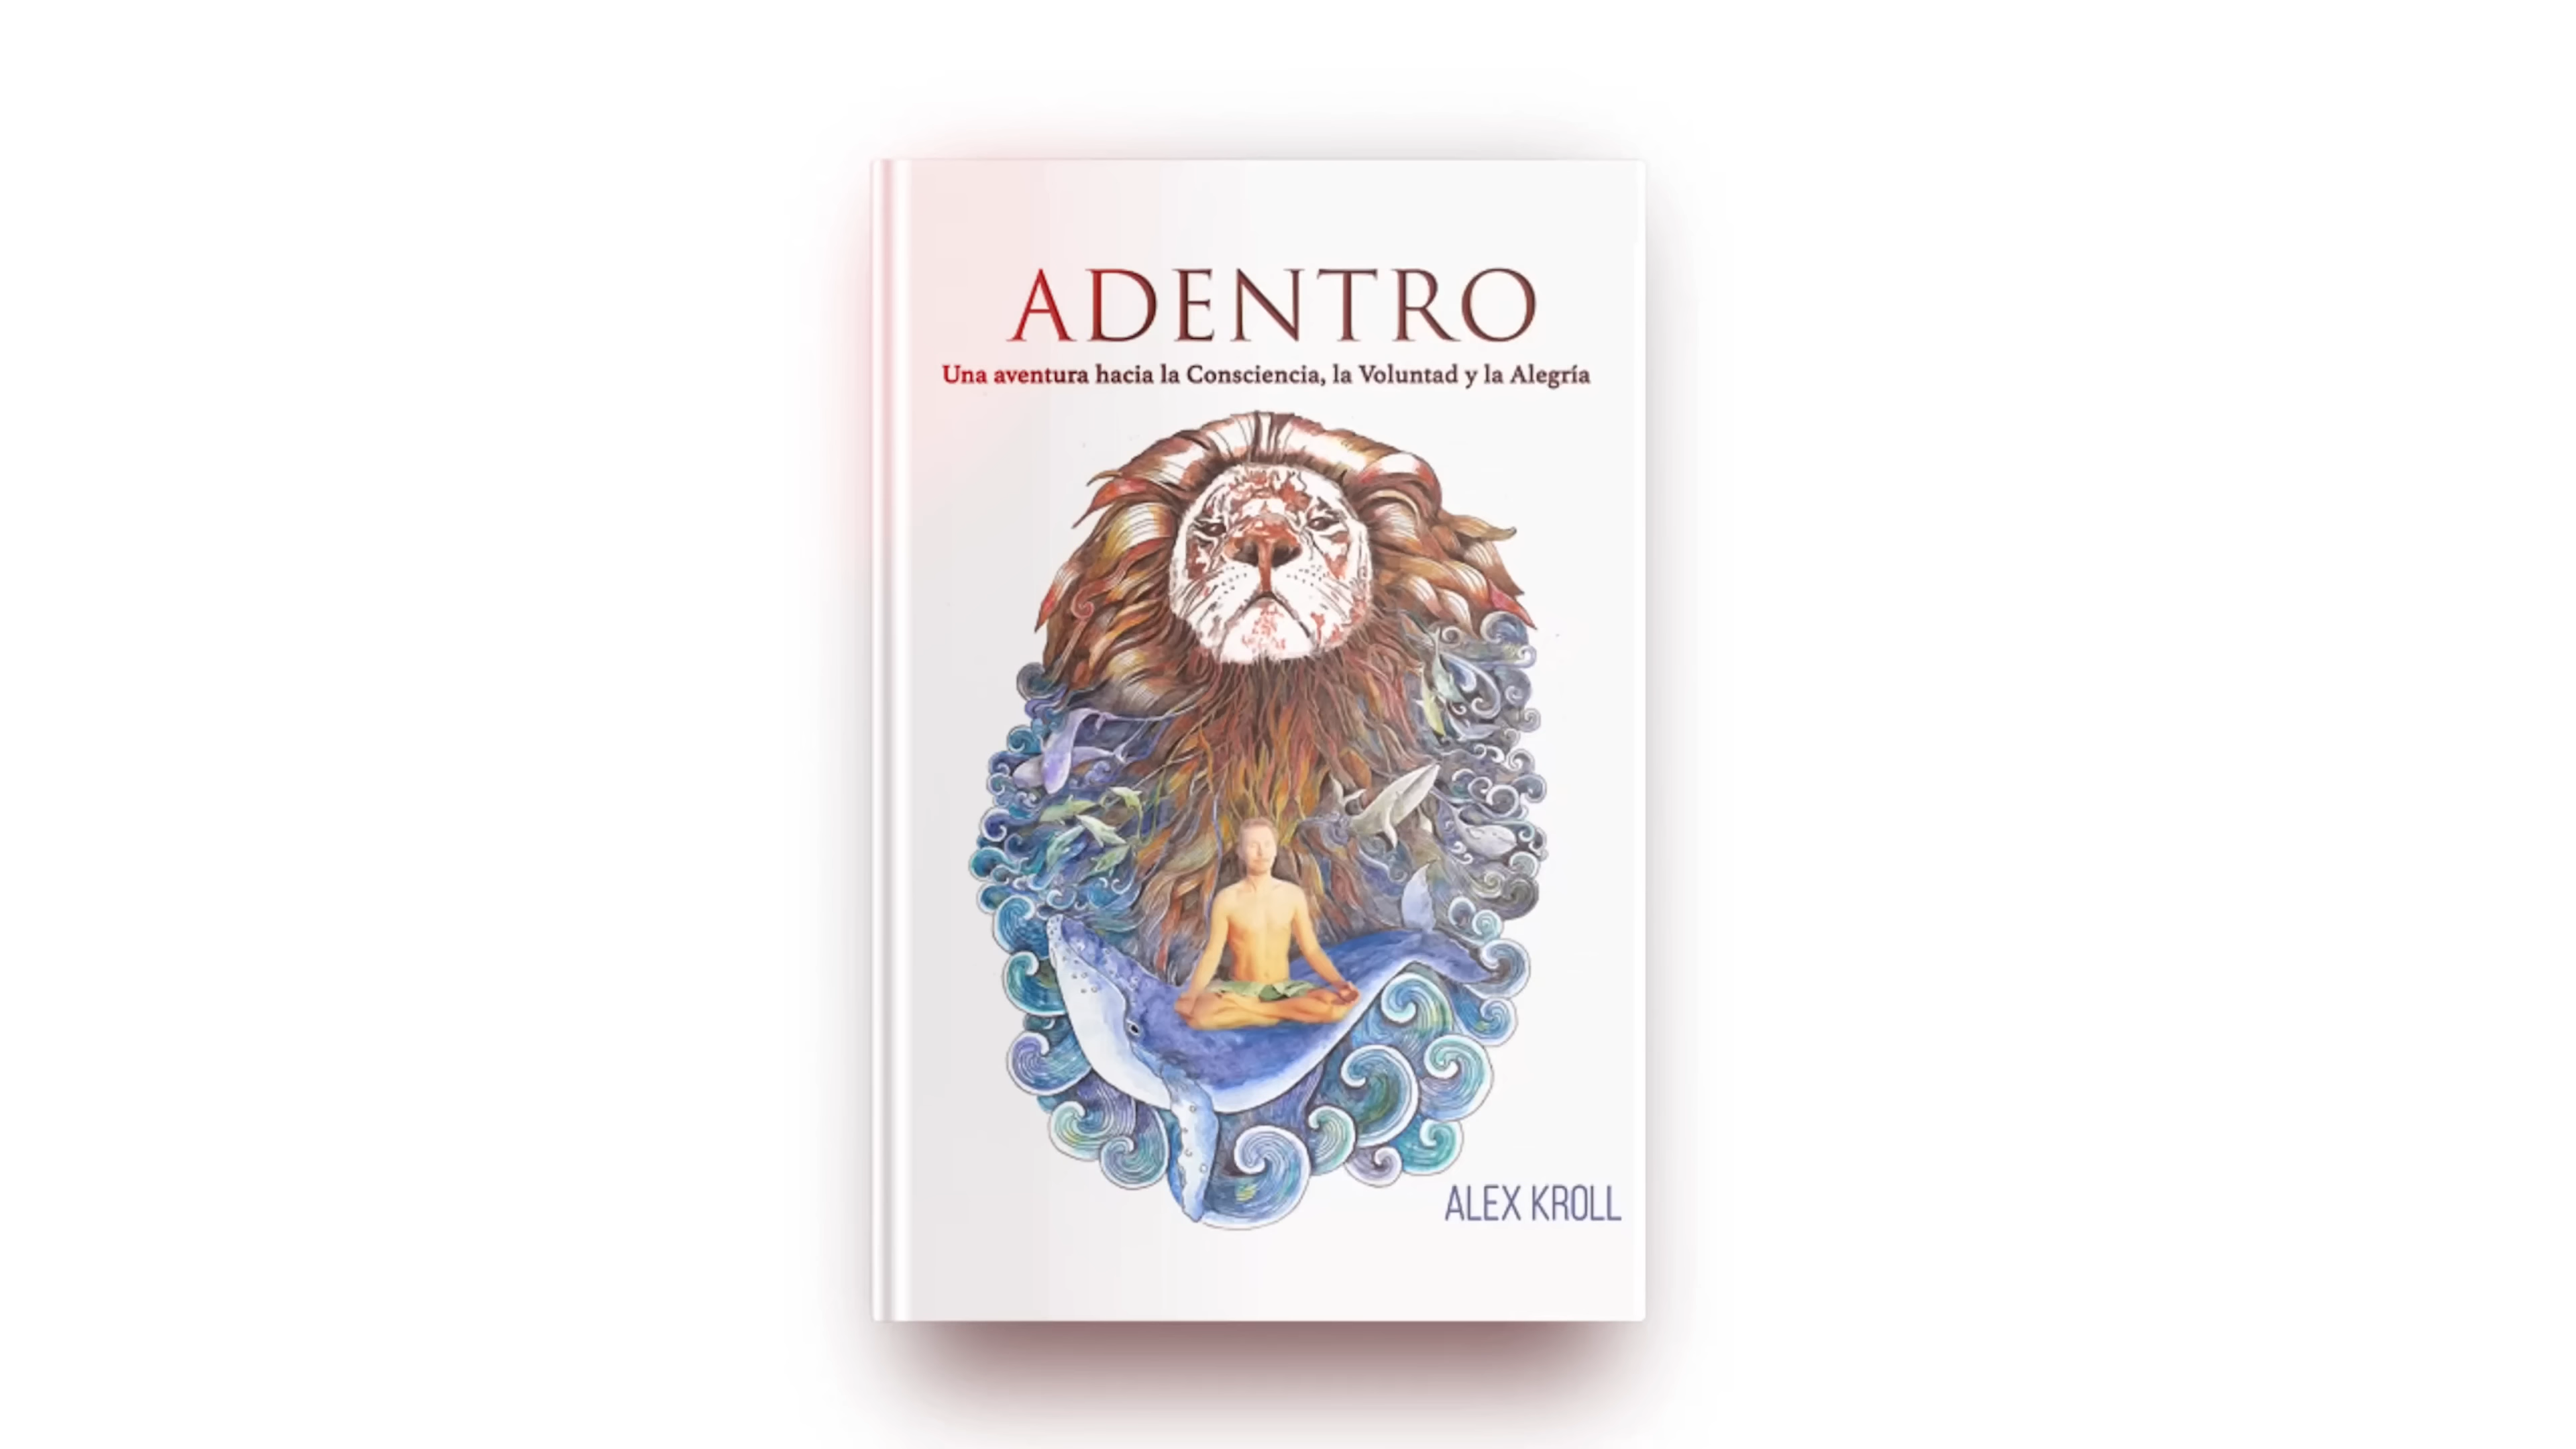 ADENTRO
Una aventura hacia la Consciencia, la Voluntad y la Alegría
ALEX KROLL